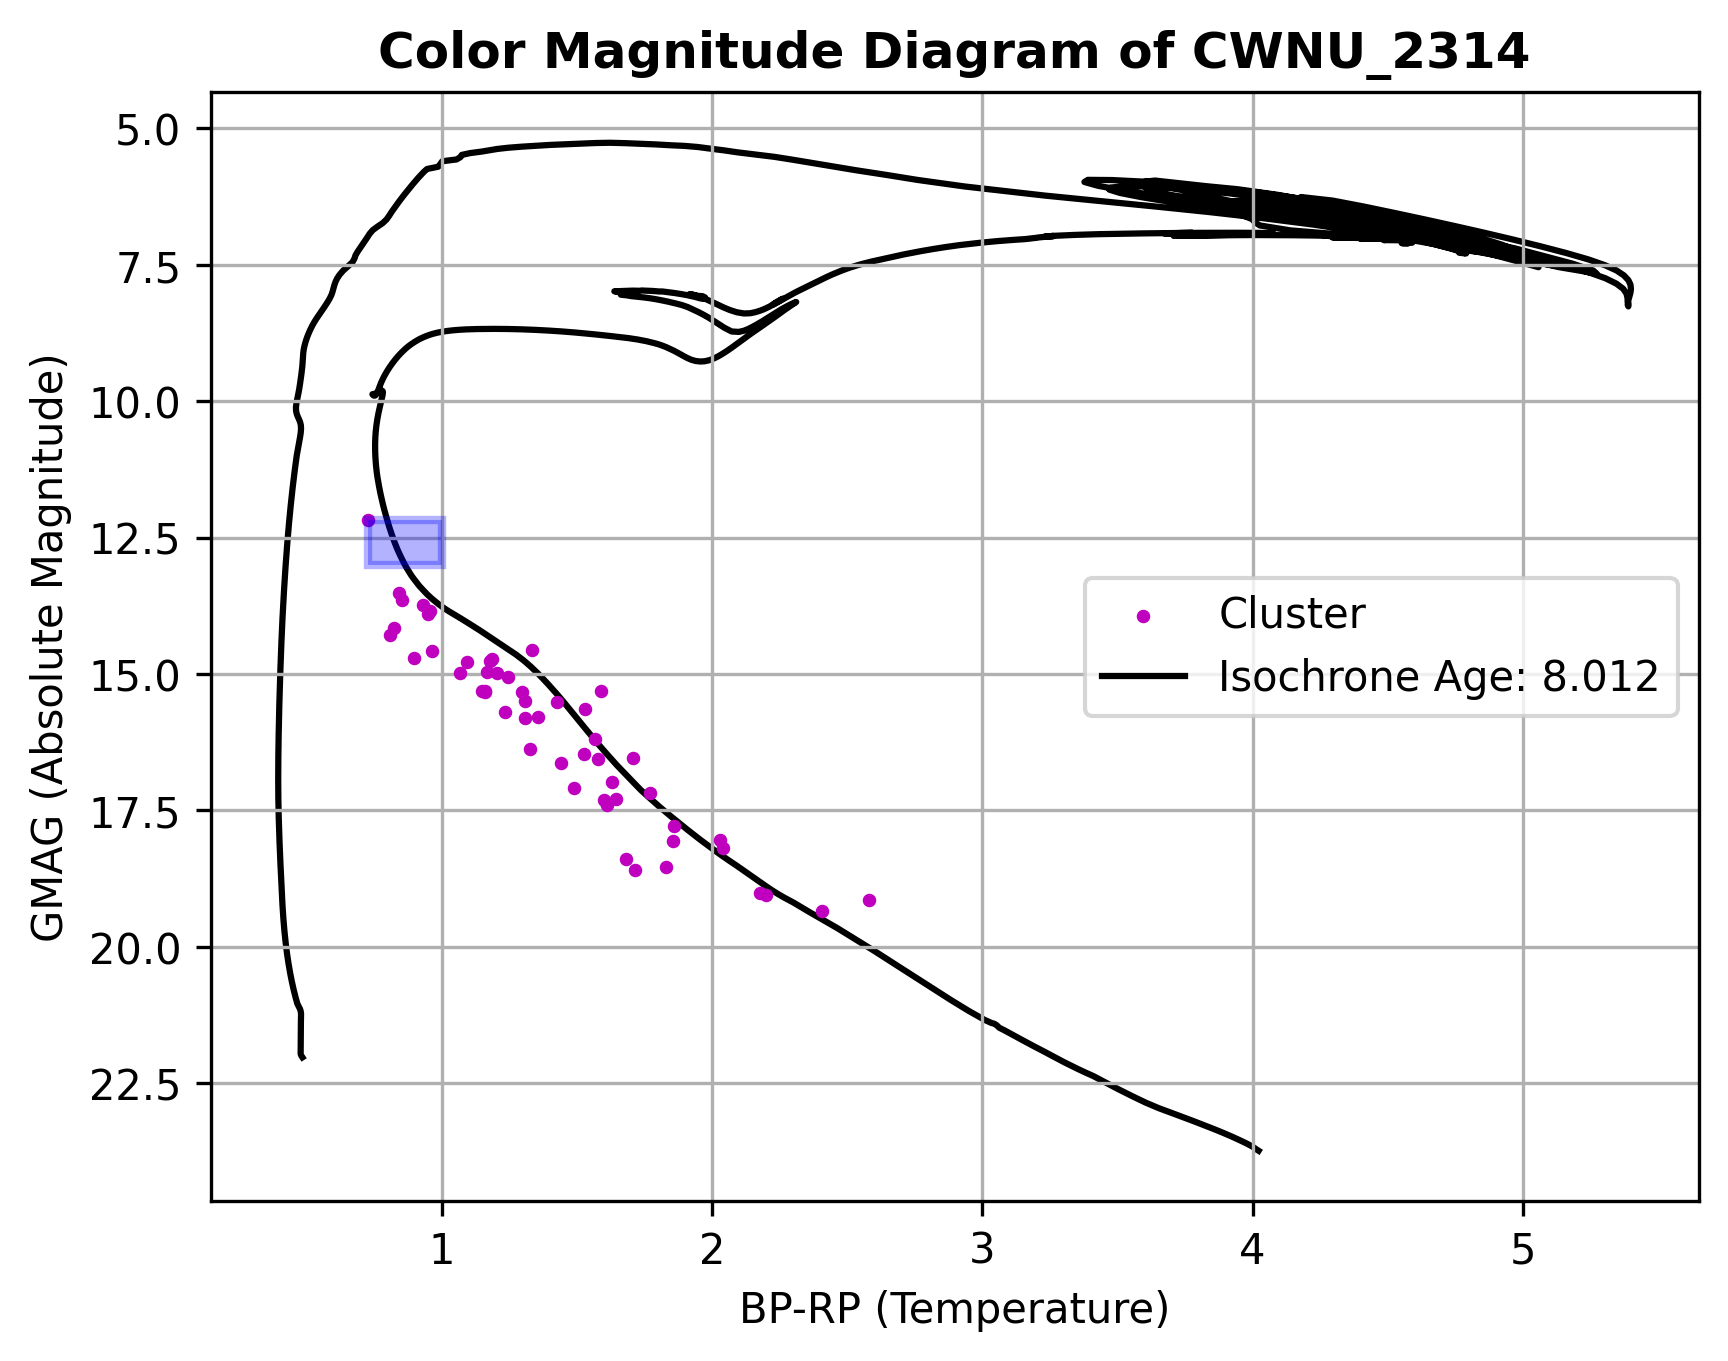 Color Magnitude Diagram of CWNU_2314
GMAG (Absolute Magnitude)
5.0
7.5
10.0
12.5
15.0
17.5
20.0
22.5
Cluster
Isochrone Age: 8.012
1 2 3 4 5
BP-RP (Temperature)